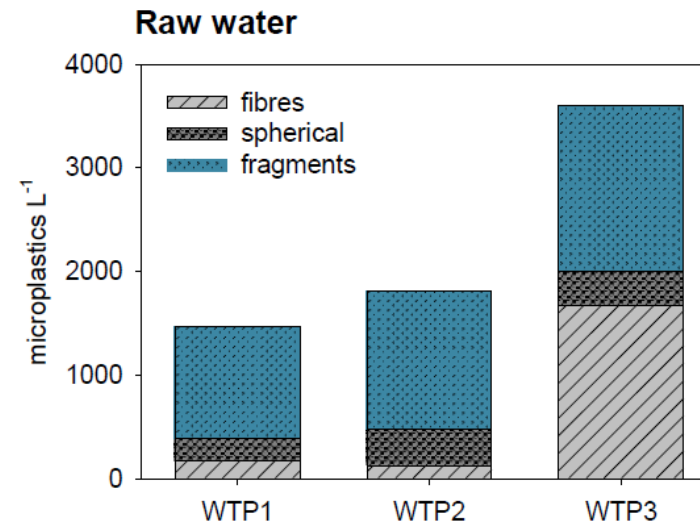 Raw water
4000
3000
2000
1000
0
microplastics L⁻¹
fibres
spherical
fragments
WTP1 WTP2 WTP3